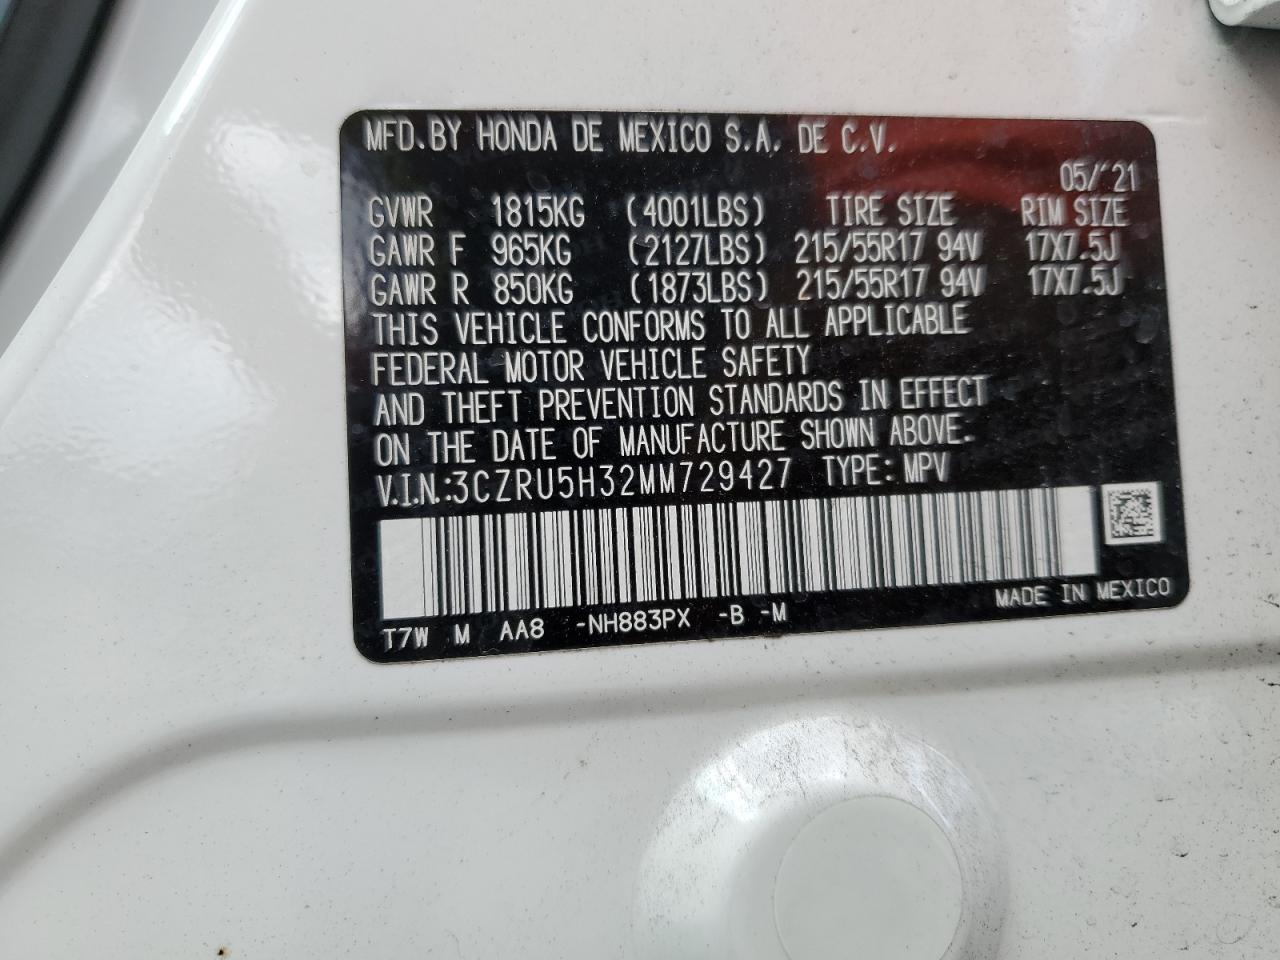 MFD.BY HONDA DE MEXICO S.A. DE C.V.
05/'21
GVWR 1815KG (4001LBS) TIRE SIZE RIM SIZE
GAWR F 965KG (2127LBS) 215/55R17 94V 17X7.5J
GAWR R 850KG (1873LBS) 215/55R17 94V 17X7.5J
THIS VEHICLE CONFORMS TO ALL APPLICABLE
FEDERAL MOTOR VEHICLE SAFETY
AND THEFT PREVENTION STANDARDS IN EFFECT
ON THE DATE OF MANUFACTURE SHOWN ABOVE.
V.I.N.:3CZRU5H32MM729427 TYPE: MPV
T7W M AA8 -NH883PX -B -M MADE IN MEXICO